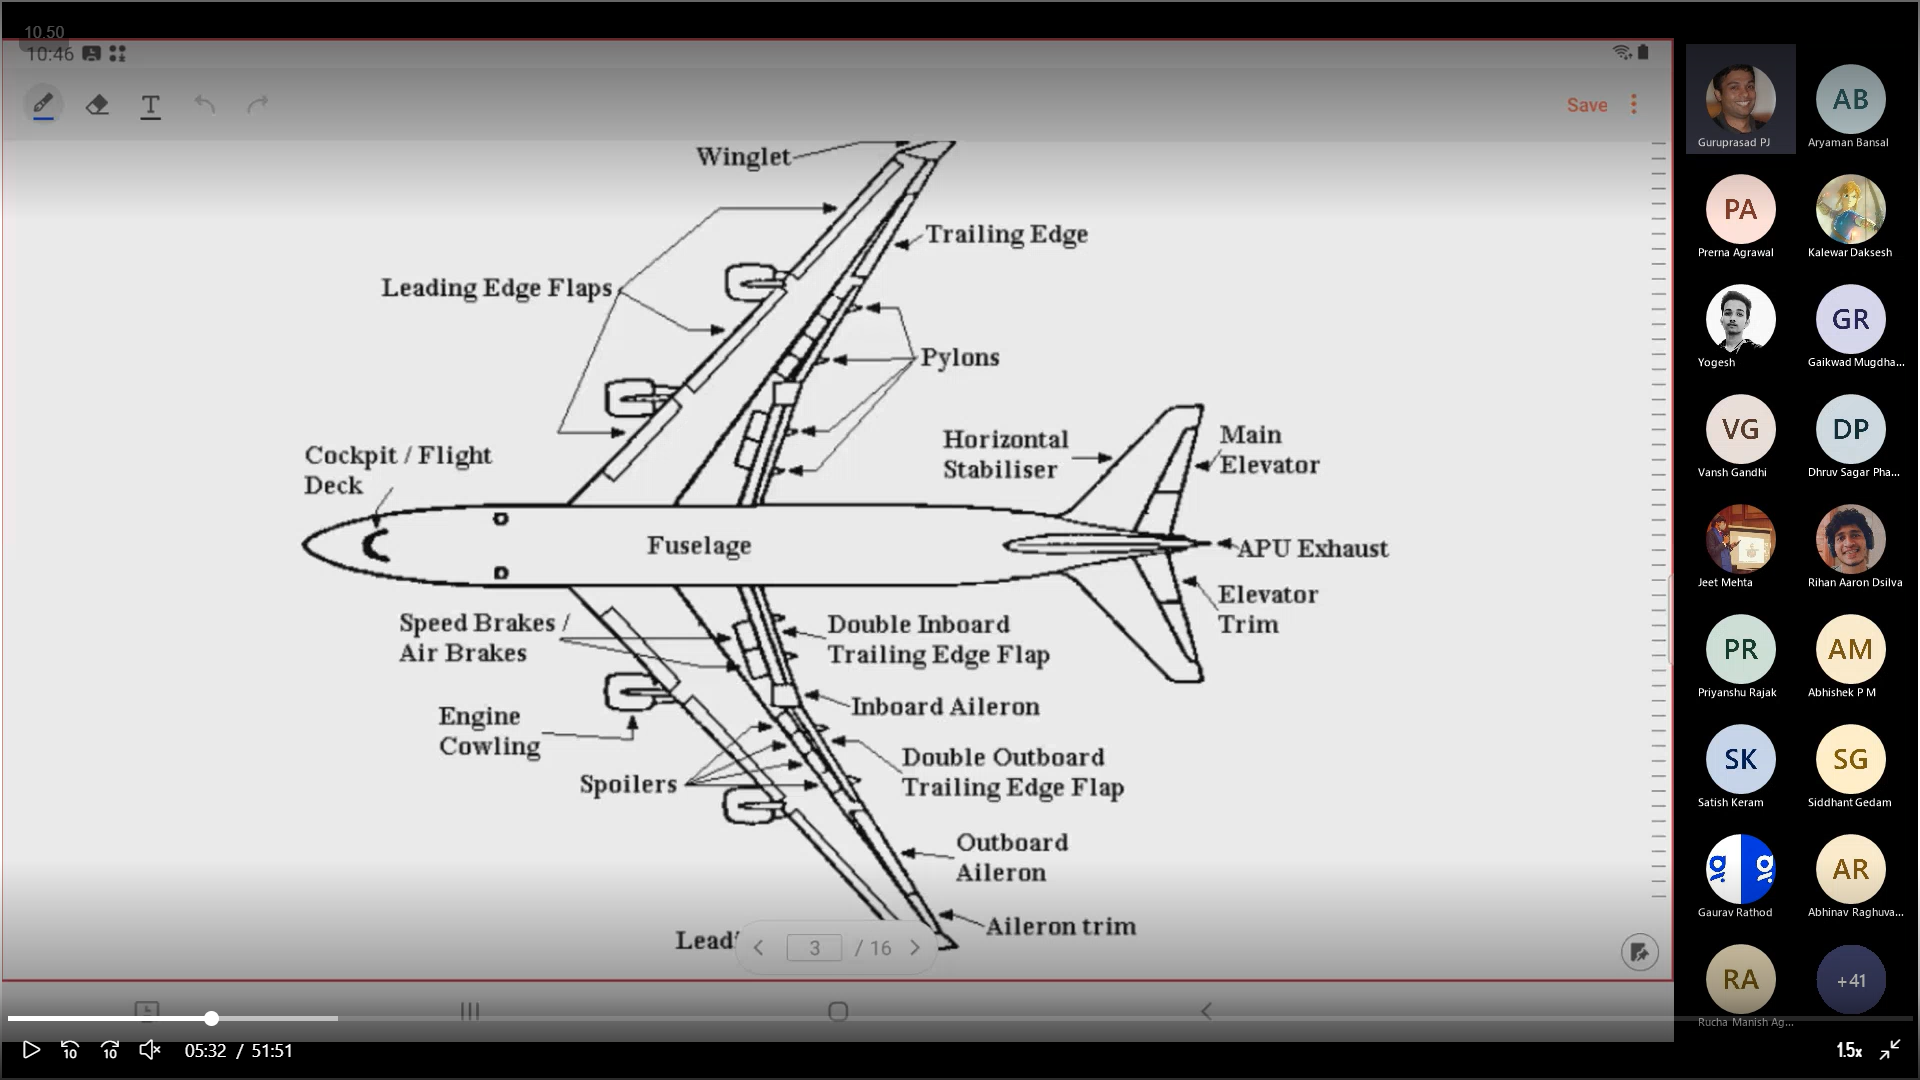 10.50
10:46
T
Save
Winglet
Trailing Edge
Leading Edge Flaps
Pylons
Horizontal
Stabiliser
Main
Elevator
Cockpit / Flight
Deck
Fuselage
APU Exhaust
Elevator
Trim
Speed Brakes /
Air Brakes
Double Inboard
Trailing Edge Flap
Inboard Aileron
Engine
Cowling
Double Outboard
Trailing Edge Flap
Spoilers
Outboard
Aileron
Aileron trim
Lead
3 / 16
05:32 / 51:51
1.5x
Guruprasad PJ
AB
Aryaman Bansal
PA
Prerna Agrawal
Kalewar Daksesh
Yogesh
GR
Gaikwad Mugdha...
VG
Vansh Gandhi
DP
Dhruv Sagar Pha...
Jeet Mehta
Rihan Aaron Dsilva
PR
Priyanshu Rajak
AM
Abhishek P M
SK
Satish Keram
SG
Siddhant Gedam
Gaurav Rathod
AR
Abhinav Raghuva...
RA
Rucha Manish Ag...
+41
10
10